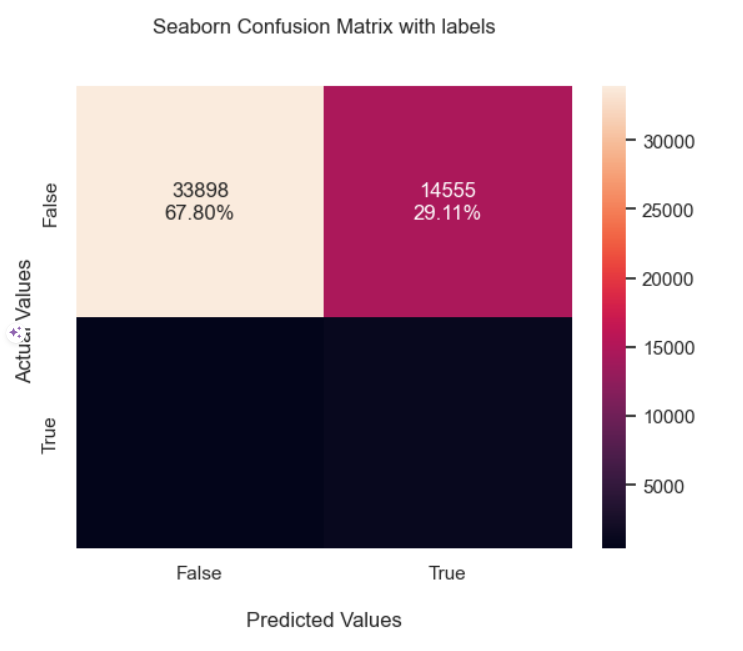 Seaborn Confusion Matrix with labels
False
33898
67.80%
14555
29.11%
True
Actual Values
False
True
Predicted Values
30000
25000
20000
15000
10000
5000